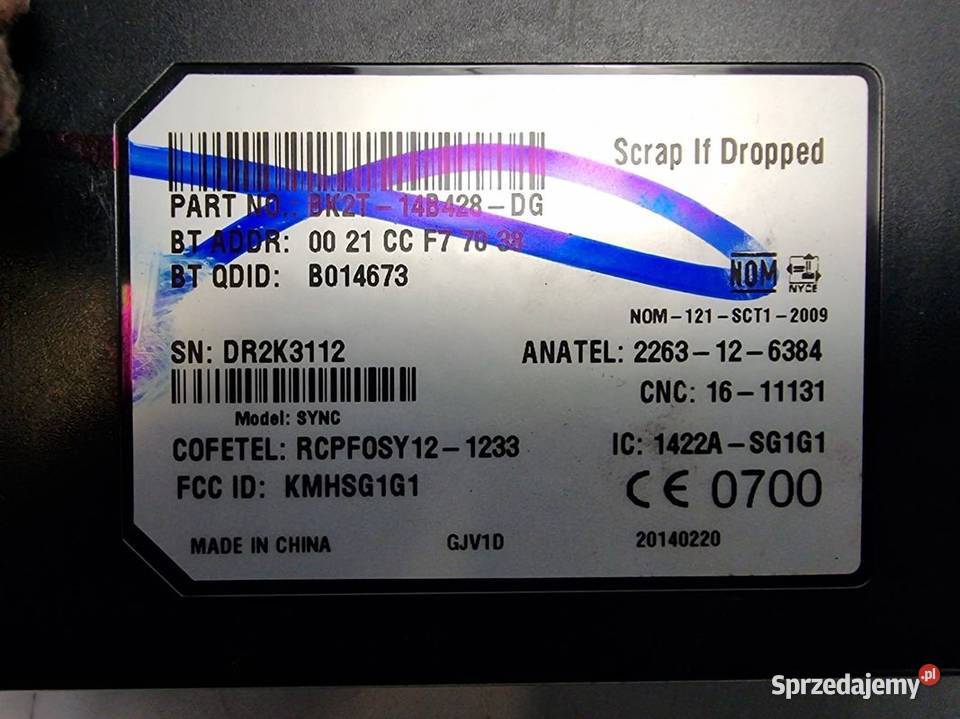 Scrap If Dropped
PART NO.: BK2T-14B428-DG
BT ADDR: 00 21 CC F7 70 38
BT QDID: B014673
NOM
NYCE
NOM-121-SCT1-2009
SN: DR2K3112
ANATEL: 2263-12-6384
CNC: 16-11131
Model: SYNC
COFETEL: RCPFOSY12-1233
IC: 1422A-SG1G1
FCC ID: KMHSG1G1
CE 0700
MADE IN CHINA
GJV1D
20140220
Sprzedajemy.pl